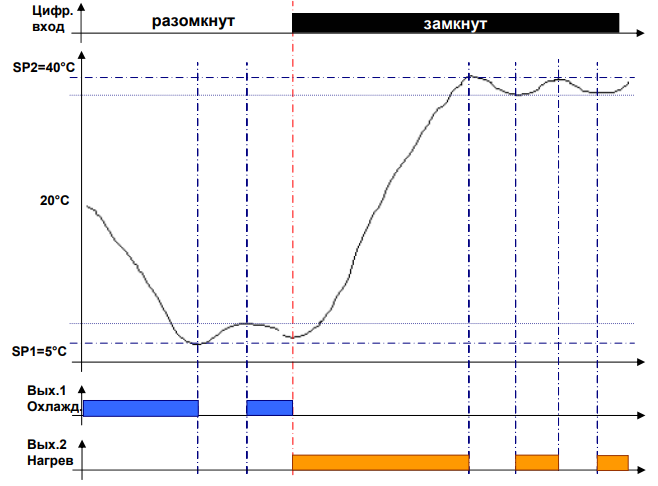 Цифр.
вход
разомкнут
замкнут
SP2=40°C
20°C
SP1=5°C
Вых.1
Охлажд.
Вых.2
Нагрев